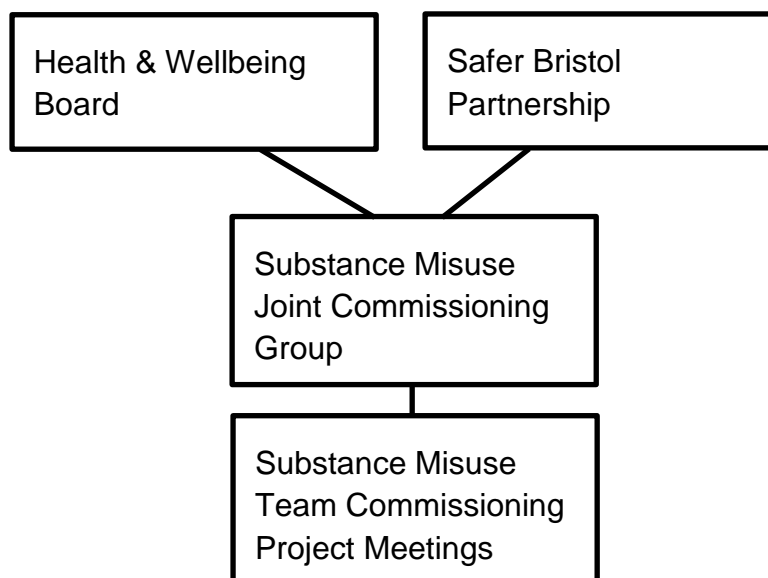 Health & Wellbeing
Board
Safer Bristol
Partnership
Substance Misuse
Joint Commissioning
Group
Substance Misuse
Team Commissioning
Project Meetings